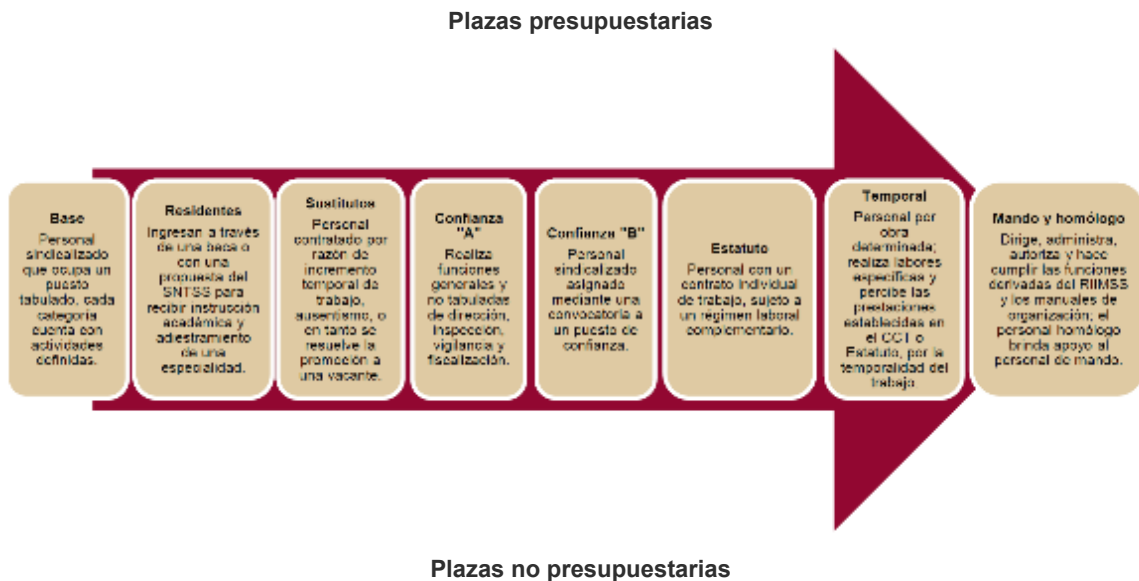 Plazas presupuestarias
Base
Personal
sindicalizado
que ocupa un
puesto
tabulado, cada
categoría
cuenta con
actividades
definidas.
Residentes
Ingresan a través
de una beca o
con una
propuesta del
SNTSS para
recibir instrucción
académica y
adiestramiento
de una
especialidad.
Sustitutos
Personal
contratado por
razón de
incremento
temporal de
trabajo,
ausentismo, o
en tanto se
resuelve la
promoción a
una vacante.
Confianza
"A"
Realiza
funciones
generales y
no tabuladas
de dirección,
inspección,
vigilancia y
fiscalización.
Confianza "B"
Personal
sindicalizado
asignado
mediante una
convocatoria a
un puesto de
confianza.
Estatuto
Personal con un
contrato individual
de trabajo, sujeto a
un régimen laboral
complementario.
Temporal
Personal por
obra
determinada;
realiza labores
específicas y
percibe las
prestaciones
establecidas en
el CCT o
Estatuto, por la
temporalidad del
trabajo
Mando y homólogo
Dirige, administra,
autoriza y hace
cumplir las funciones
derivadas del RIIMSS
y los manuales de
organización; el
personal homólogo
brinda apoyo al
personal de mando.
Plazas no presupuestarias